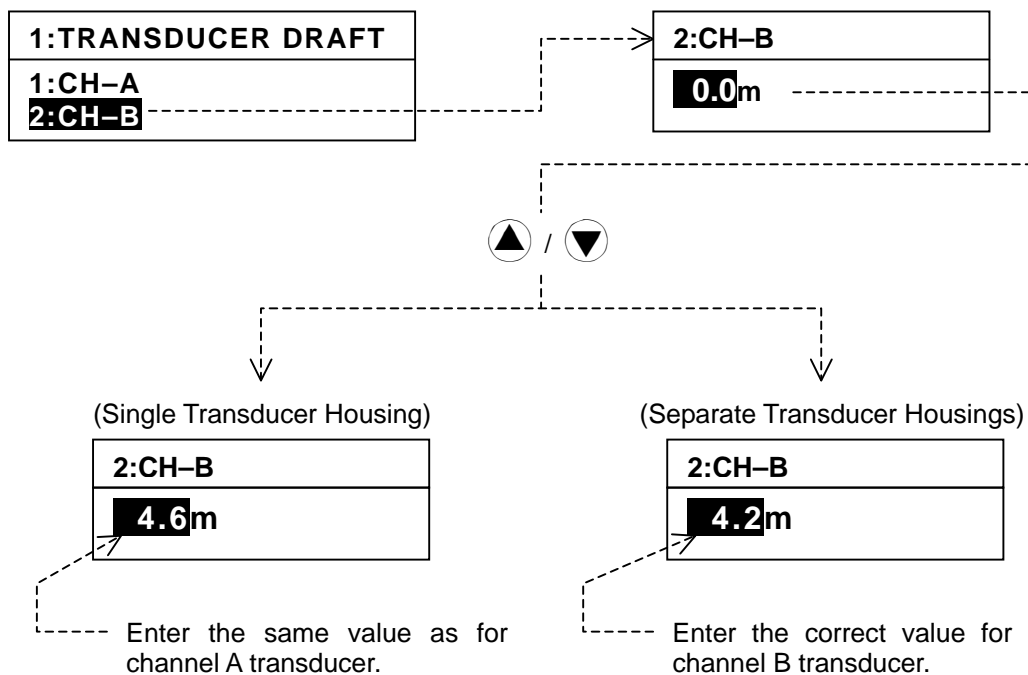 1:TRANSDUCER DRAFT
1:CH–A
2:CH–B
2:CH–B
0.0m
/
(Single Transducer Housing)
2:CH–B
4.6m
Enter the same value as for
channel A transducer.
(Separate Transducer Housings)
2:CH–B
4.2m
Enter the correct value for
channel B transducer.